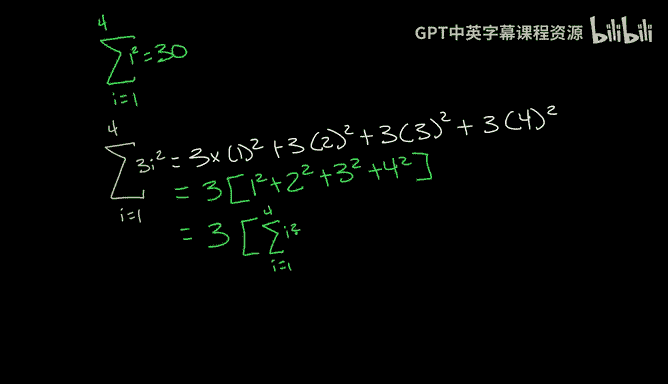 GPT中英字幕课程资源 bilibili
4
∑ i² = 30
i=1
4
∑ 3i² = 3×(1)² + 3(2)² + 3(3)² + 3(4)²
i=1
= 3[1² + 2² + 3² + 4²]
4
= 3[∑ i²
i=1